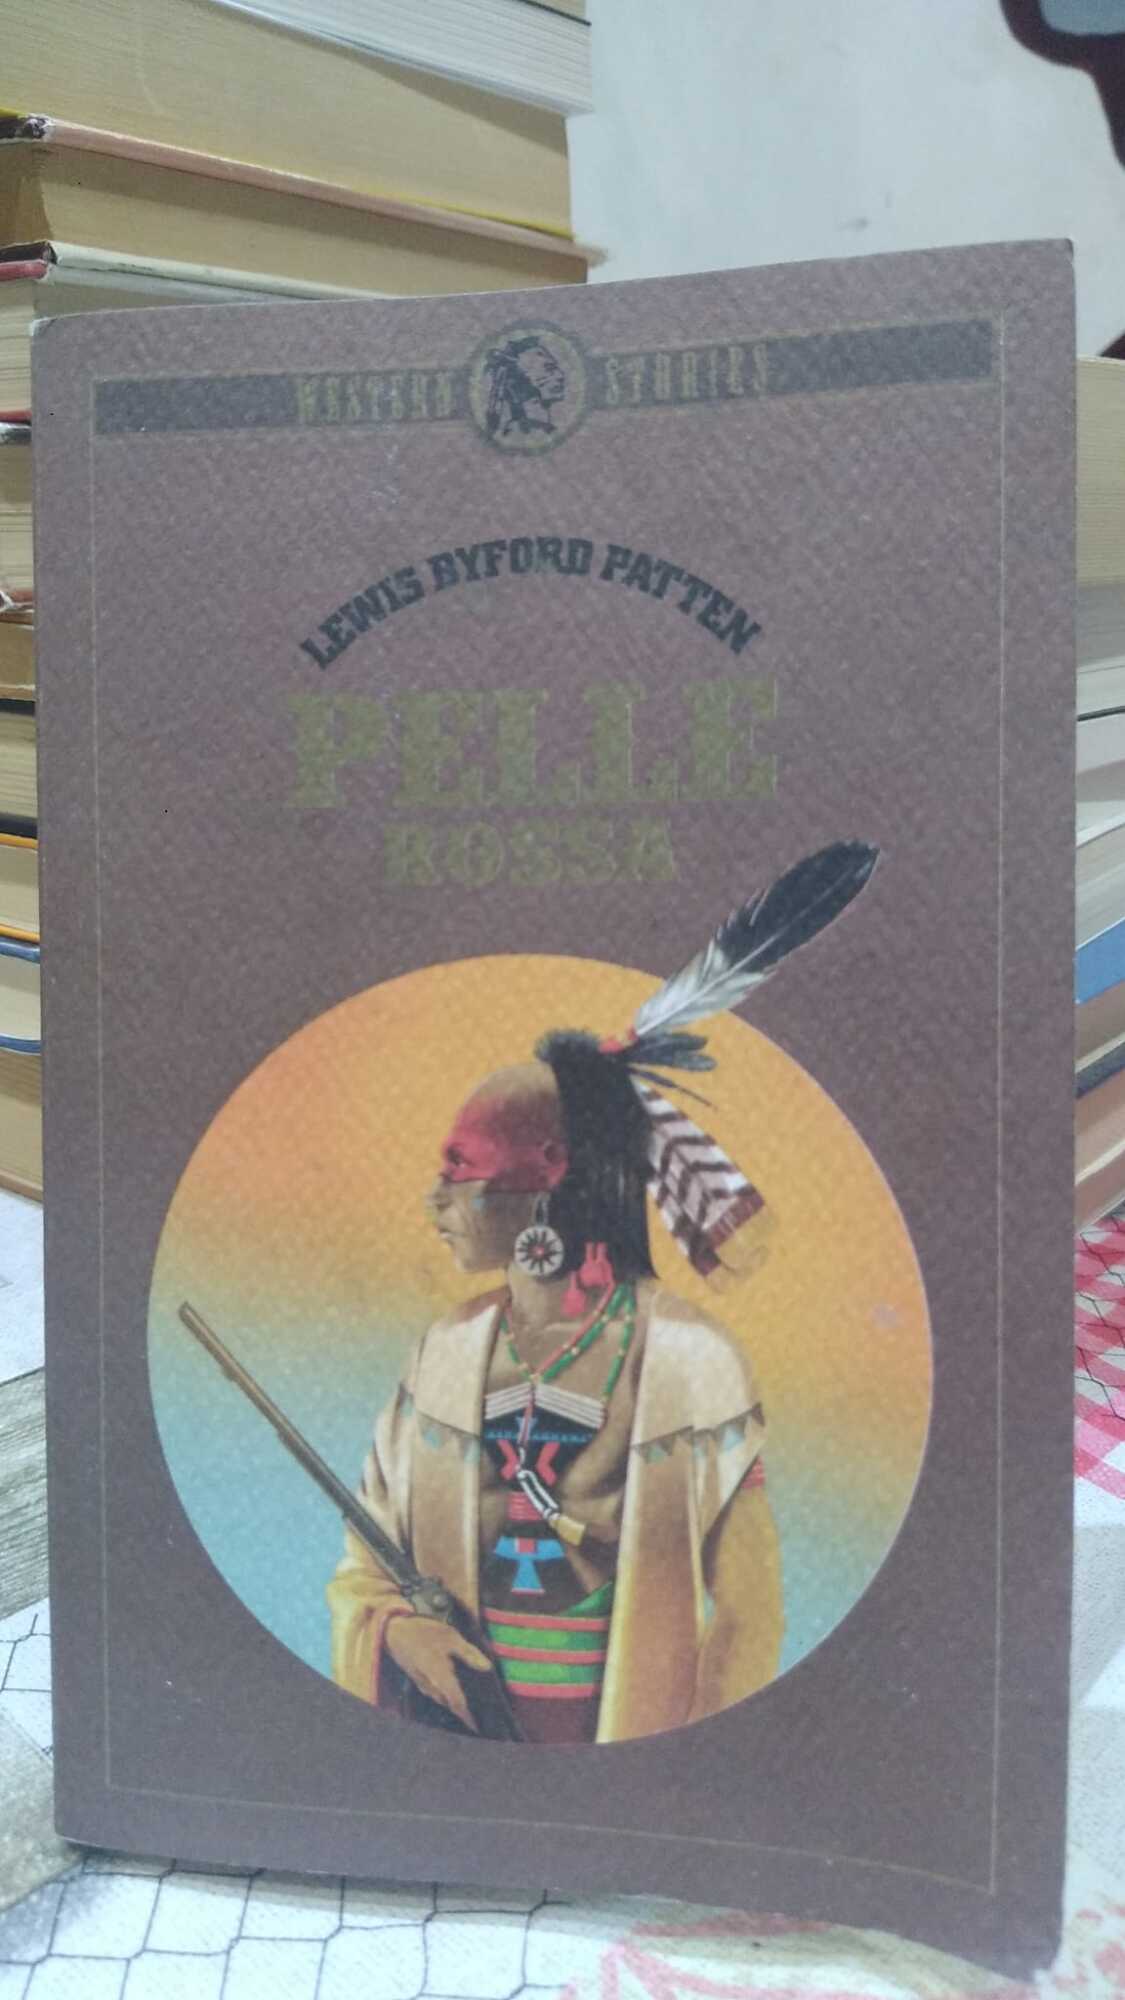 WESTERN STORIES
LEWIS BYFORD PATTEN
PELLE
ROSSA